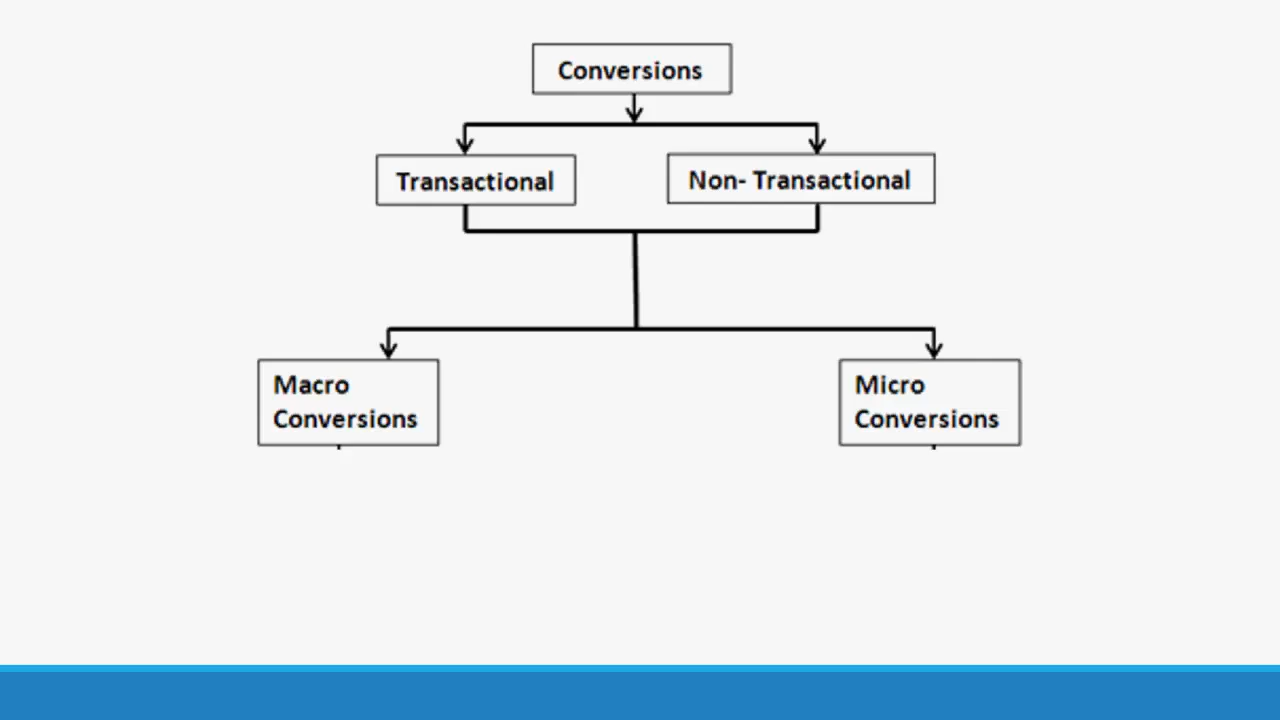 Conversions
Transactional
Non- Transactional
Macro
Conversions
Micro
Conversions